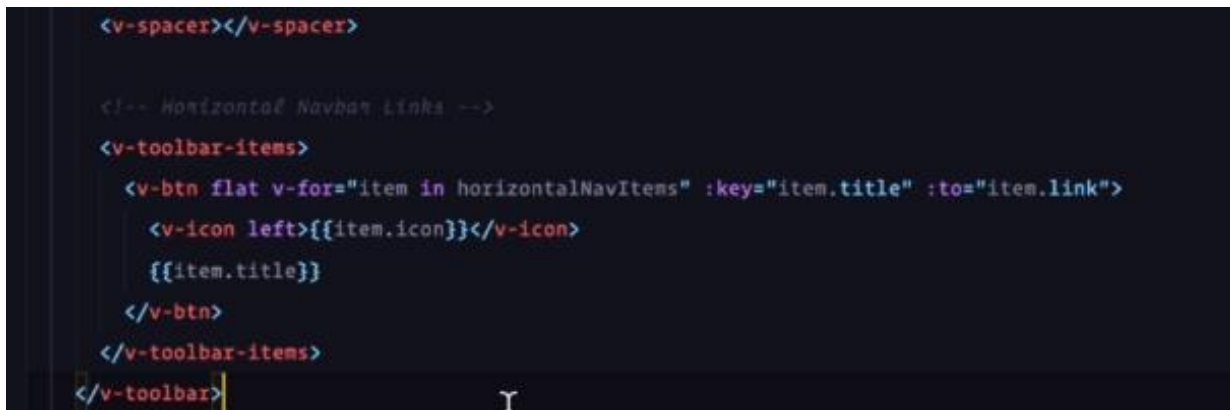 <v-spacer></v-spacer>
<!-- Horizontal Navbar Links -->
<v-toolbar-items>
<v-btn flat v-for="item in horizontalNavItems" :key="item.title" :to="item.link">
<v-icon left>{{item.icon}}</v-icon>
{{item.title}}
</v-btn>
</v-toolbar-items>
</v-toolbar>